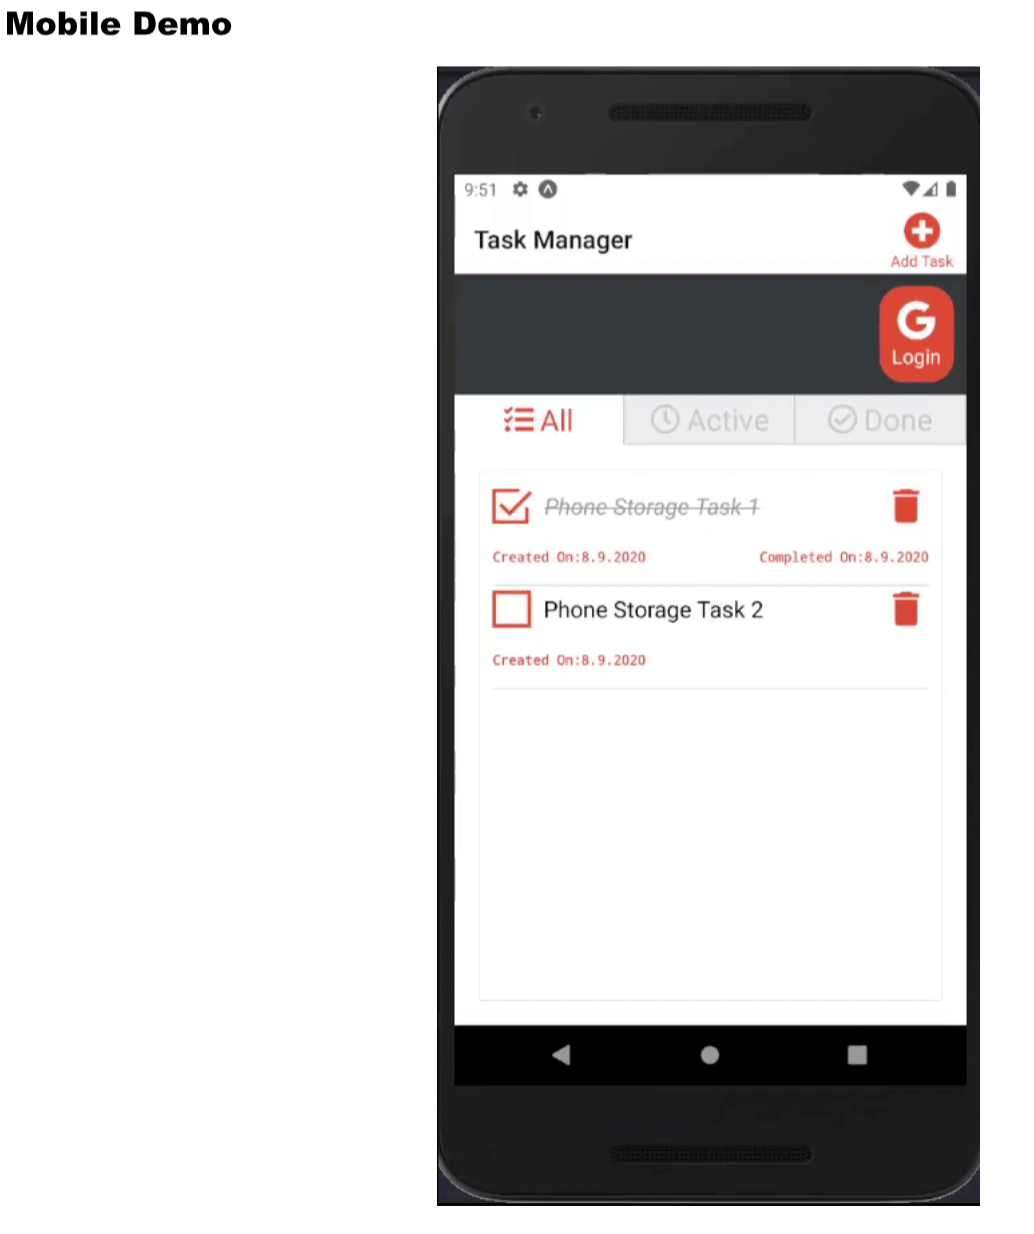 Mobile Demo
9:51
Task Manager
Add Task
G
Login
All
Active
Done
Phone Storage Task 1
Created On:8.9.2020
Completed On:8.9.2020
Phone Storage Task 2
Created On:8.9.2020